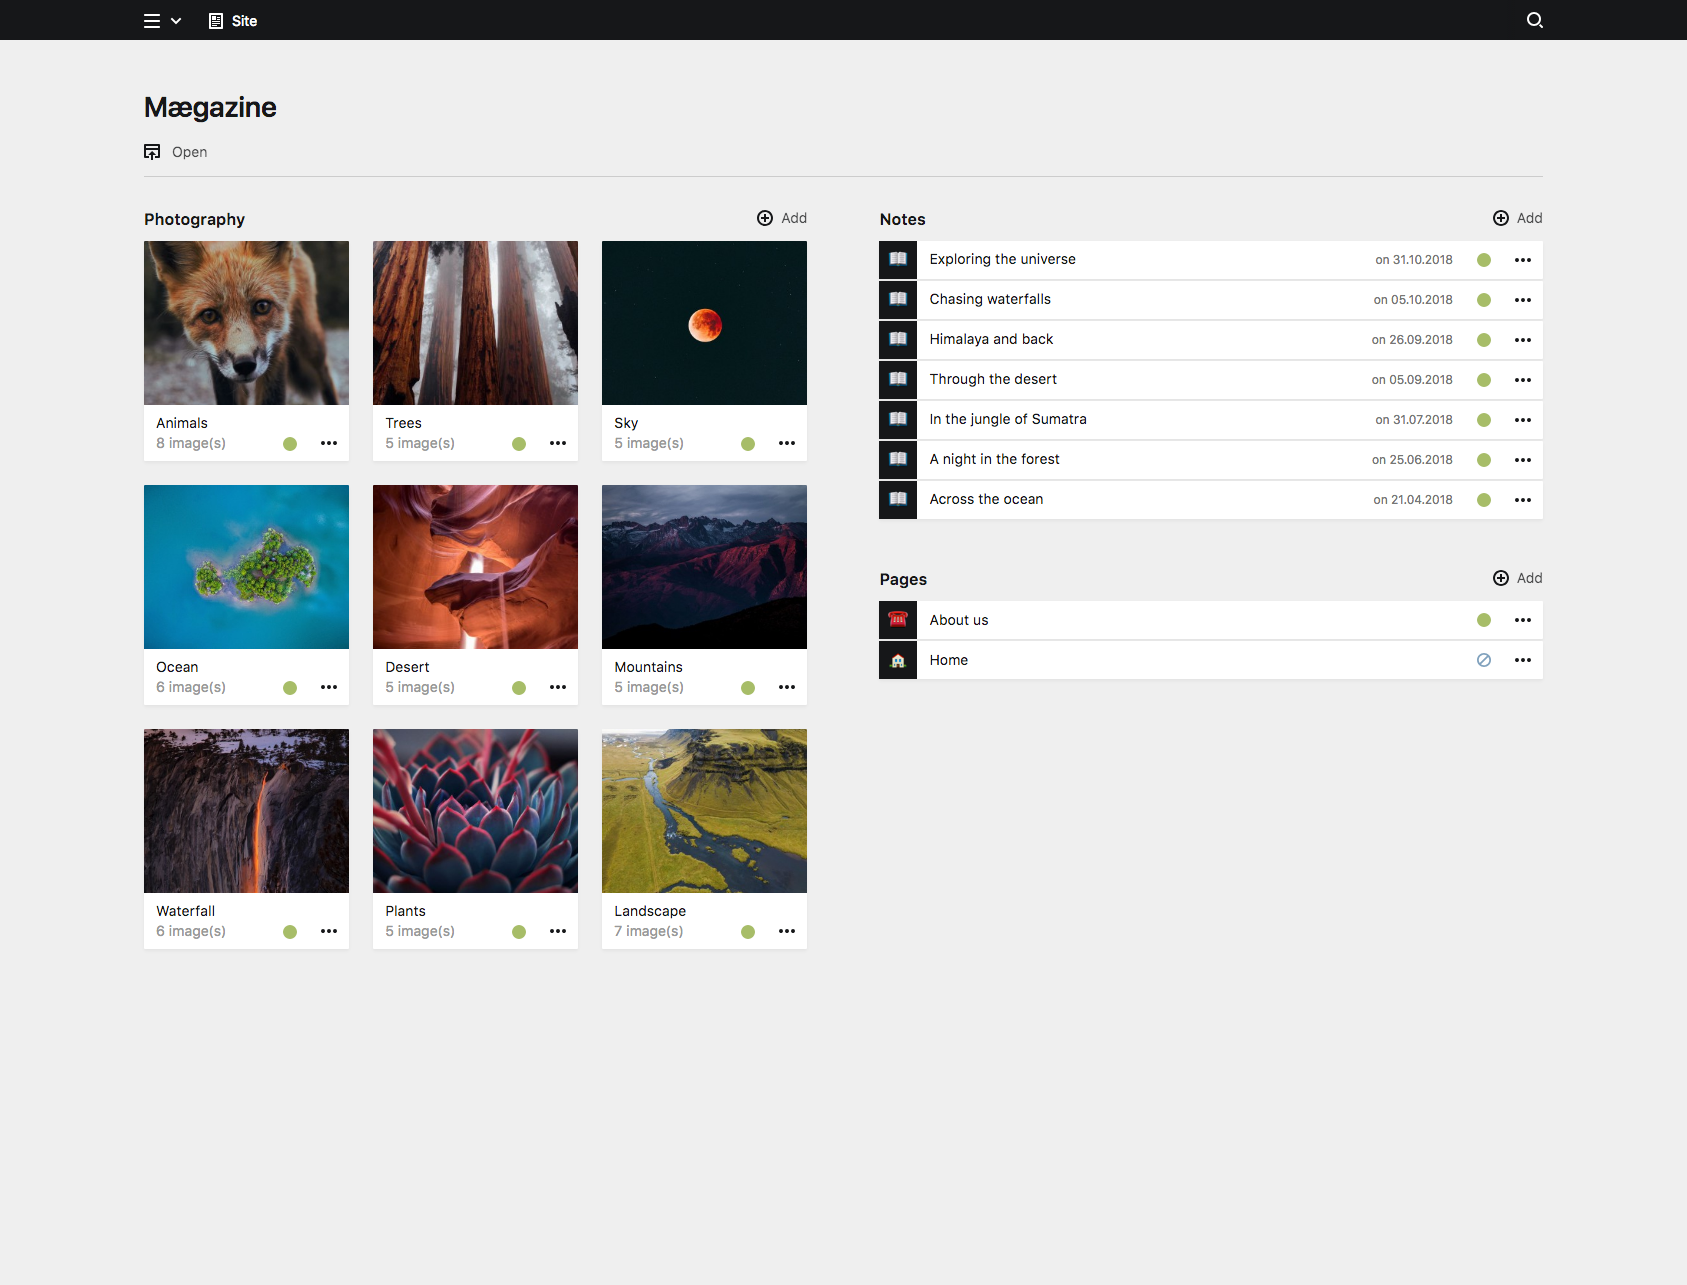 Site
Mægazine
Open
Photography
Add
Animals
8 image(s)
Trees
5 image(s)
Sky
5 image(s)
Ocean
6 image(s)
Desert
5 image(s)
Mountains
5 image(s)
Waterfall
6 image(s)
Plants
5 image(s)
Landscape
7 image(s)
Notes
Add
Exploring the universe on 31.10.2018
Chasing waterfalls on 05.10.2018
Himalaya and back on 26.09.2018
Through the desert on 05.09.2018
In the jungle of Sumatra on 31.07.2018
A night in the forest on 25.06.2018
Across the ocean on 21.04.2018
Pages
Add
About us
Home